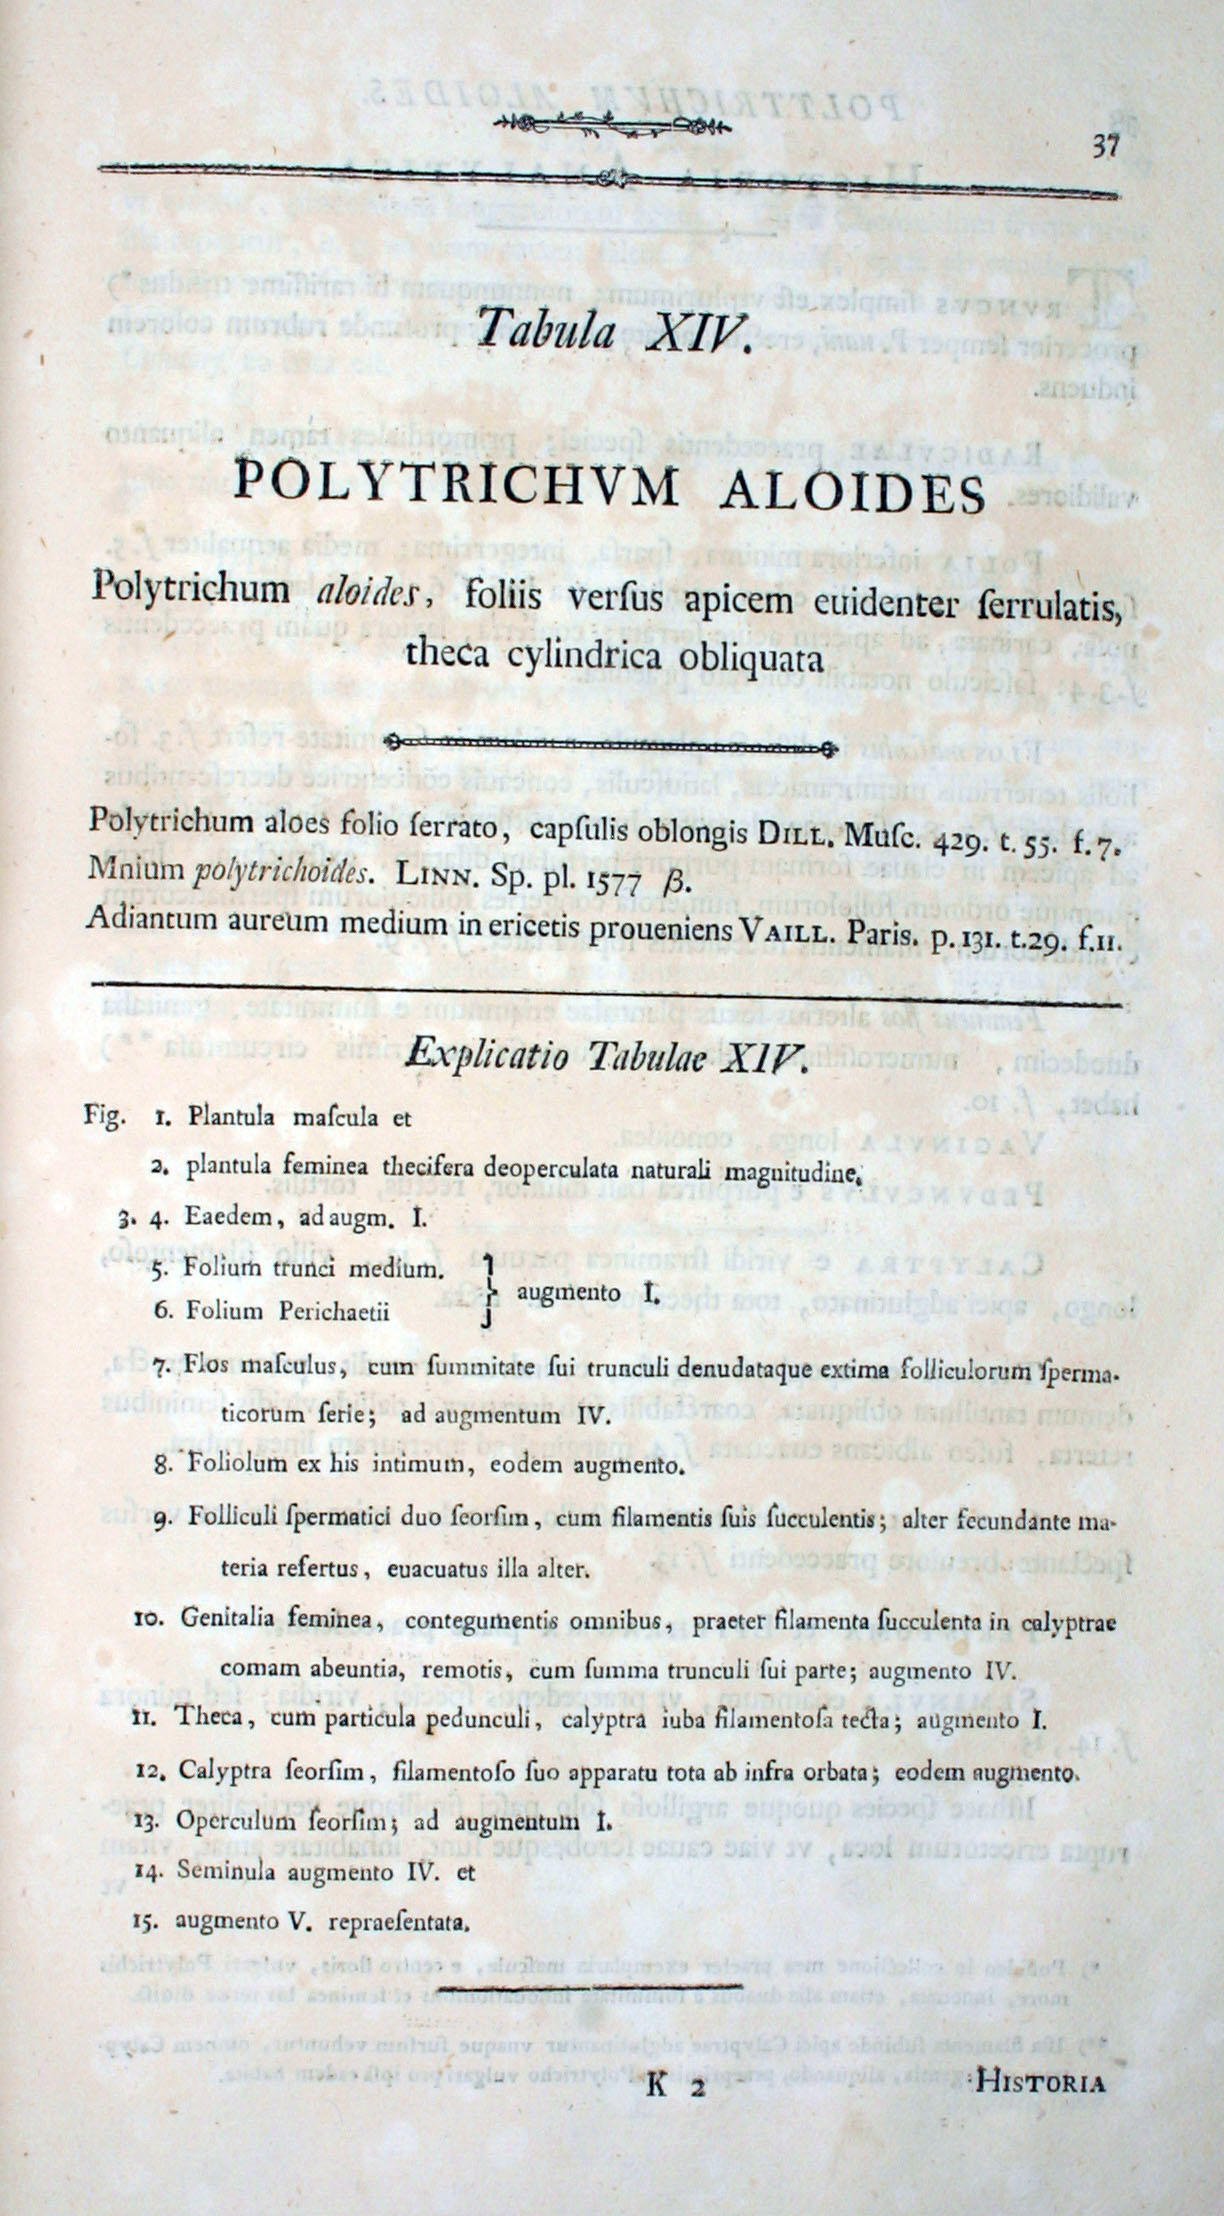 37
Tabula XIV.
POLYTRICHVM ALOIDES
Polytrichum aloides, foliis verſus apicem euidenter ſerrulatis,
theca cylindrica obliquata
Polytrichum aloes folio ſerrato, capſulis oblongis DILL. Muſc. 429. t. 55. f. 7.
Mnium polytrichoides. LINN. Sp. pl. 1577 β.
Adiantum aureum medium in ericetis proueniens VAILL. Paris. p. 131. t. 29. f. 11.
Explicatio Tabulae XIV.
Fig. 1. Plantula maſcula et
2. plantula feminea thecifera deoperculata naturali magnitudine.
3. 4. Eaedem, ad augm. I.
5. Folium trunci medium.
6. Folium Perichaetii } augmento I.
7. Flos maſculus, cum ſummitate ſui trunculi denudataque extima folliculorum ſperma-
ticorum ſerie; ad augmentum IV.
8. Foliolum ex his intimum, eodem augmento.
9. Folliculi ſpermatici duo ſeorſim, cum filamentis ſuis ſucculentis; alter fecundante ma-
teria refertus, euacuatus illa alter.
10. Genitalia feminea, contegumentis omnibus, praeter filamenta ſucculenta in calyptrae
comam abeuntia, remotis, cum ſumma trunculi ſui parte; augmento IV.
11. Theca, cum particula pedunculi, calyptra iuba filamentoſa tecta; augmento I.
12. Calyptra ſeorſim, filamentoſo ſuo apparatu tota ab infra orbata; eodem augmento.
13. Operculum ſeorſim; ad augmentum I.
14. Seminula augmento IV. et
15. augmento V. repraeſentata.
K 2
HISTORIA